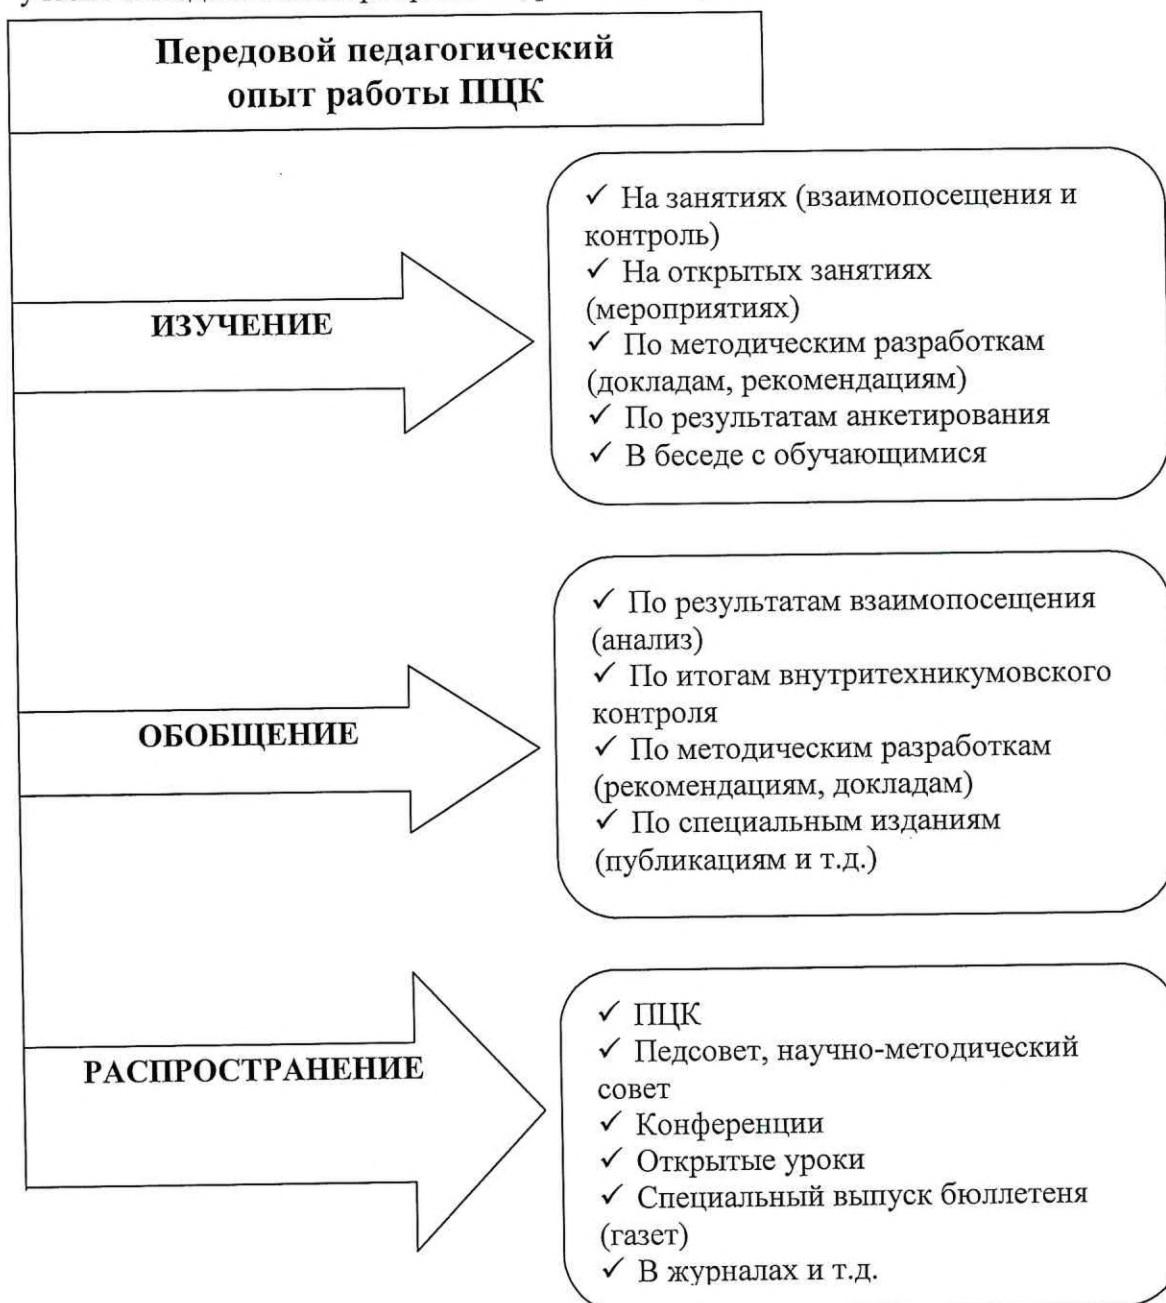 Передовой педагогический
опыт работы ПЦК
ИЗУЧЕНИЕ
✓ На занятиях (взаимопосещения и
контроль)
✓ На открытых занятиях
(мероприятиях)
✓ По методическим разработкам
(докладам, рекомендациям)
✓ По результатам анкетирования
✓ В беседе с обучающимися
ОБОБЩЕНИЕ
✓ По результатам взаимопосещения
(анализ)
✓ По итогам внутритехникумовского
контроля
✓ По методическим разработкам
(рекомендациям, докладам)
✓ По специальным изданиям
(публикациям и т.д.)
РАСПРОСТРАНЕНИЕ
✓ ПЦК
✓ Педсовет, научно-методический
совет
✓ Конференции
✓ Открытые уроки
✓ Специальный выпуск бюллетеня
(газет)
✓ В журналах и т.д.